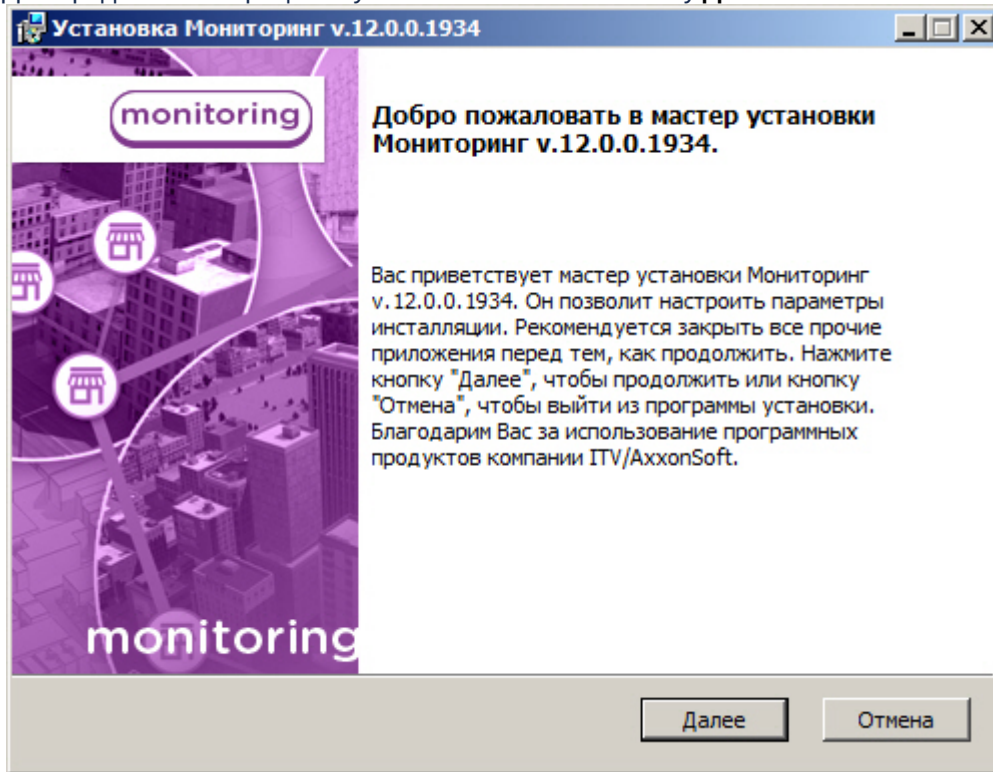 Установка Мониторинг v.12.0.0.1934
monitoring
Добро пожаловать в мастер установки
Мониторинг v.12.0.0.1934.
Вас приветствует мастер установки Мониторинг
v.12.0.0.1934. Он позволит настроить параметры
инсталляции. Рекомендуется закрыть все прочие
приложения перед тем, как продолжить. Нажмите
кнопку "Далее", чтобы продолжить или кнопку
"Отмена", чтобы выйти из программы установки.
Благодарим Вас за использование программных
продуктов компании ITV/AxxonSoft.
monitoring
Далее
Отмена